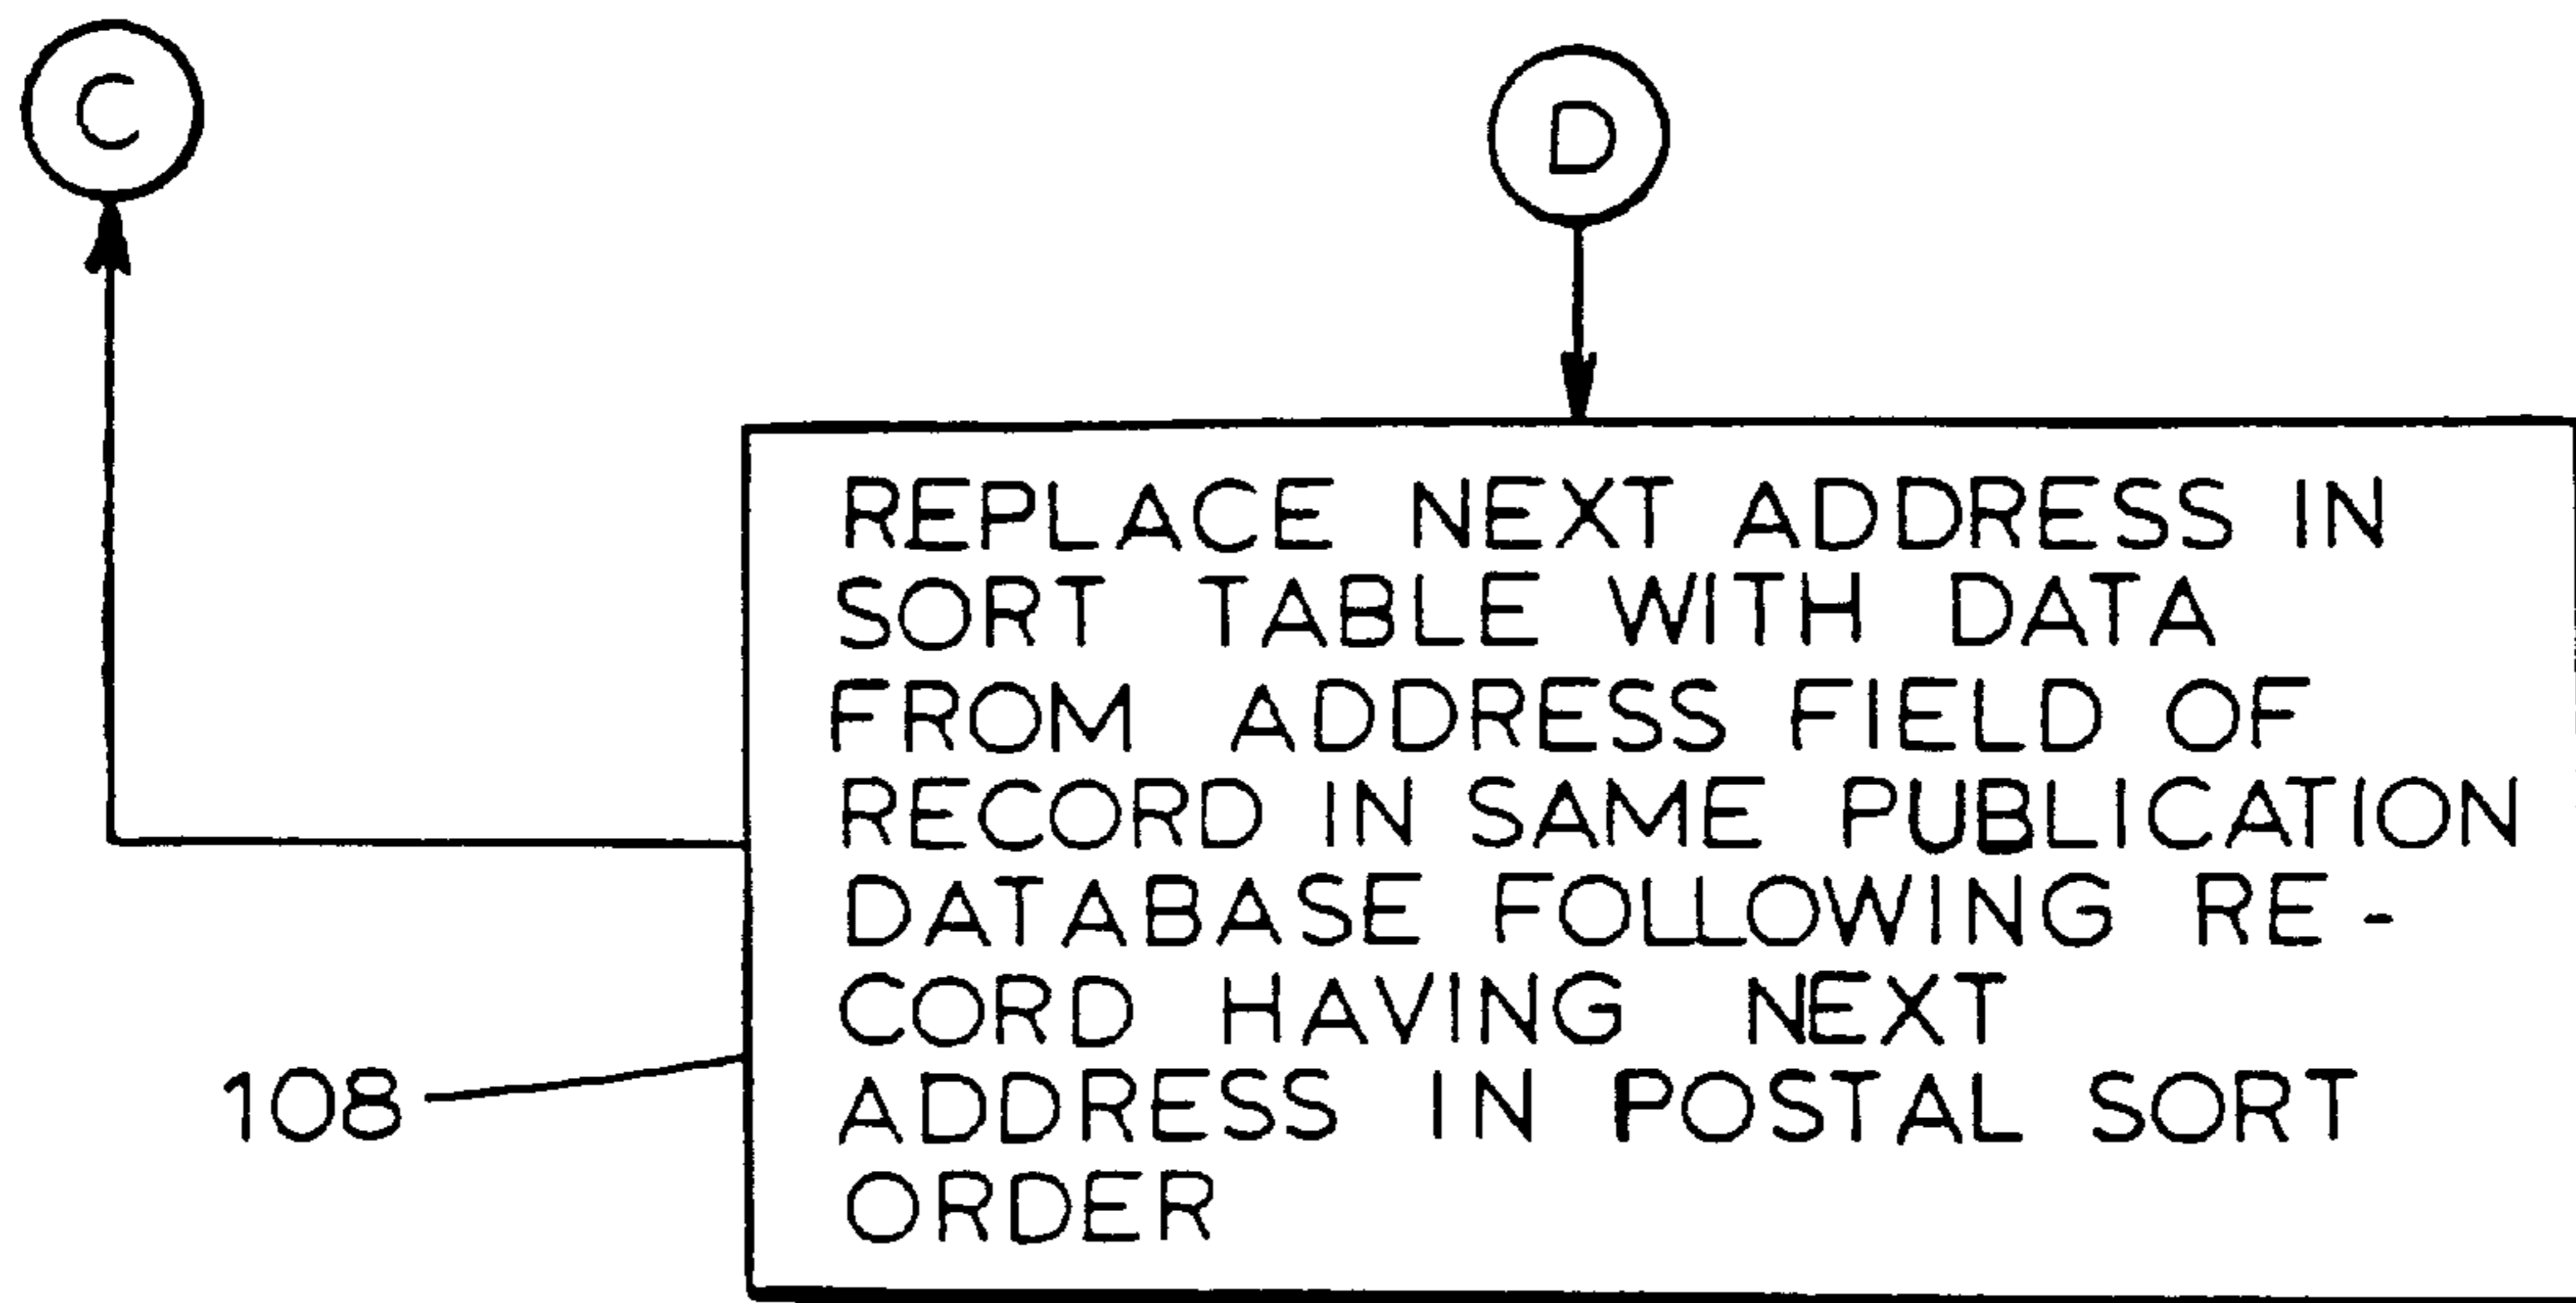 C
D
REPLACE NEXT ADDRESS IN
SORT TABLE WITH DATA
FROM ADDRESS FIELD OF
RECORD IN SAME PUBLICATION
DATABASE FOLLOWING RE-
CORD HAVING NEXT
ADDRESS IN POSTAL SORT
ORDER
108